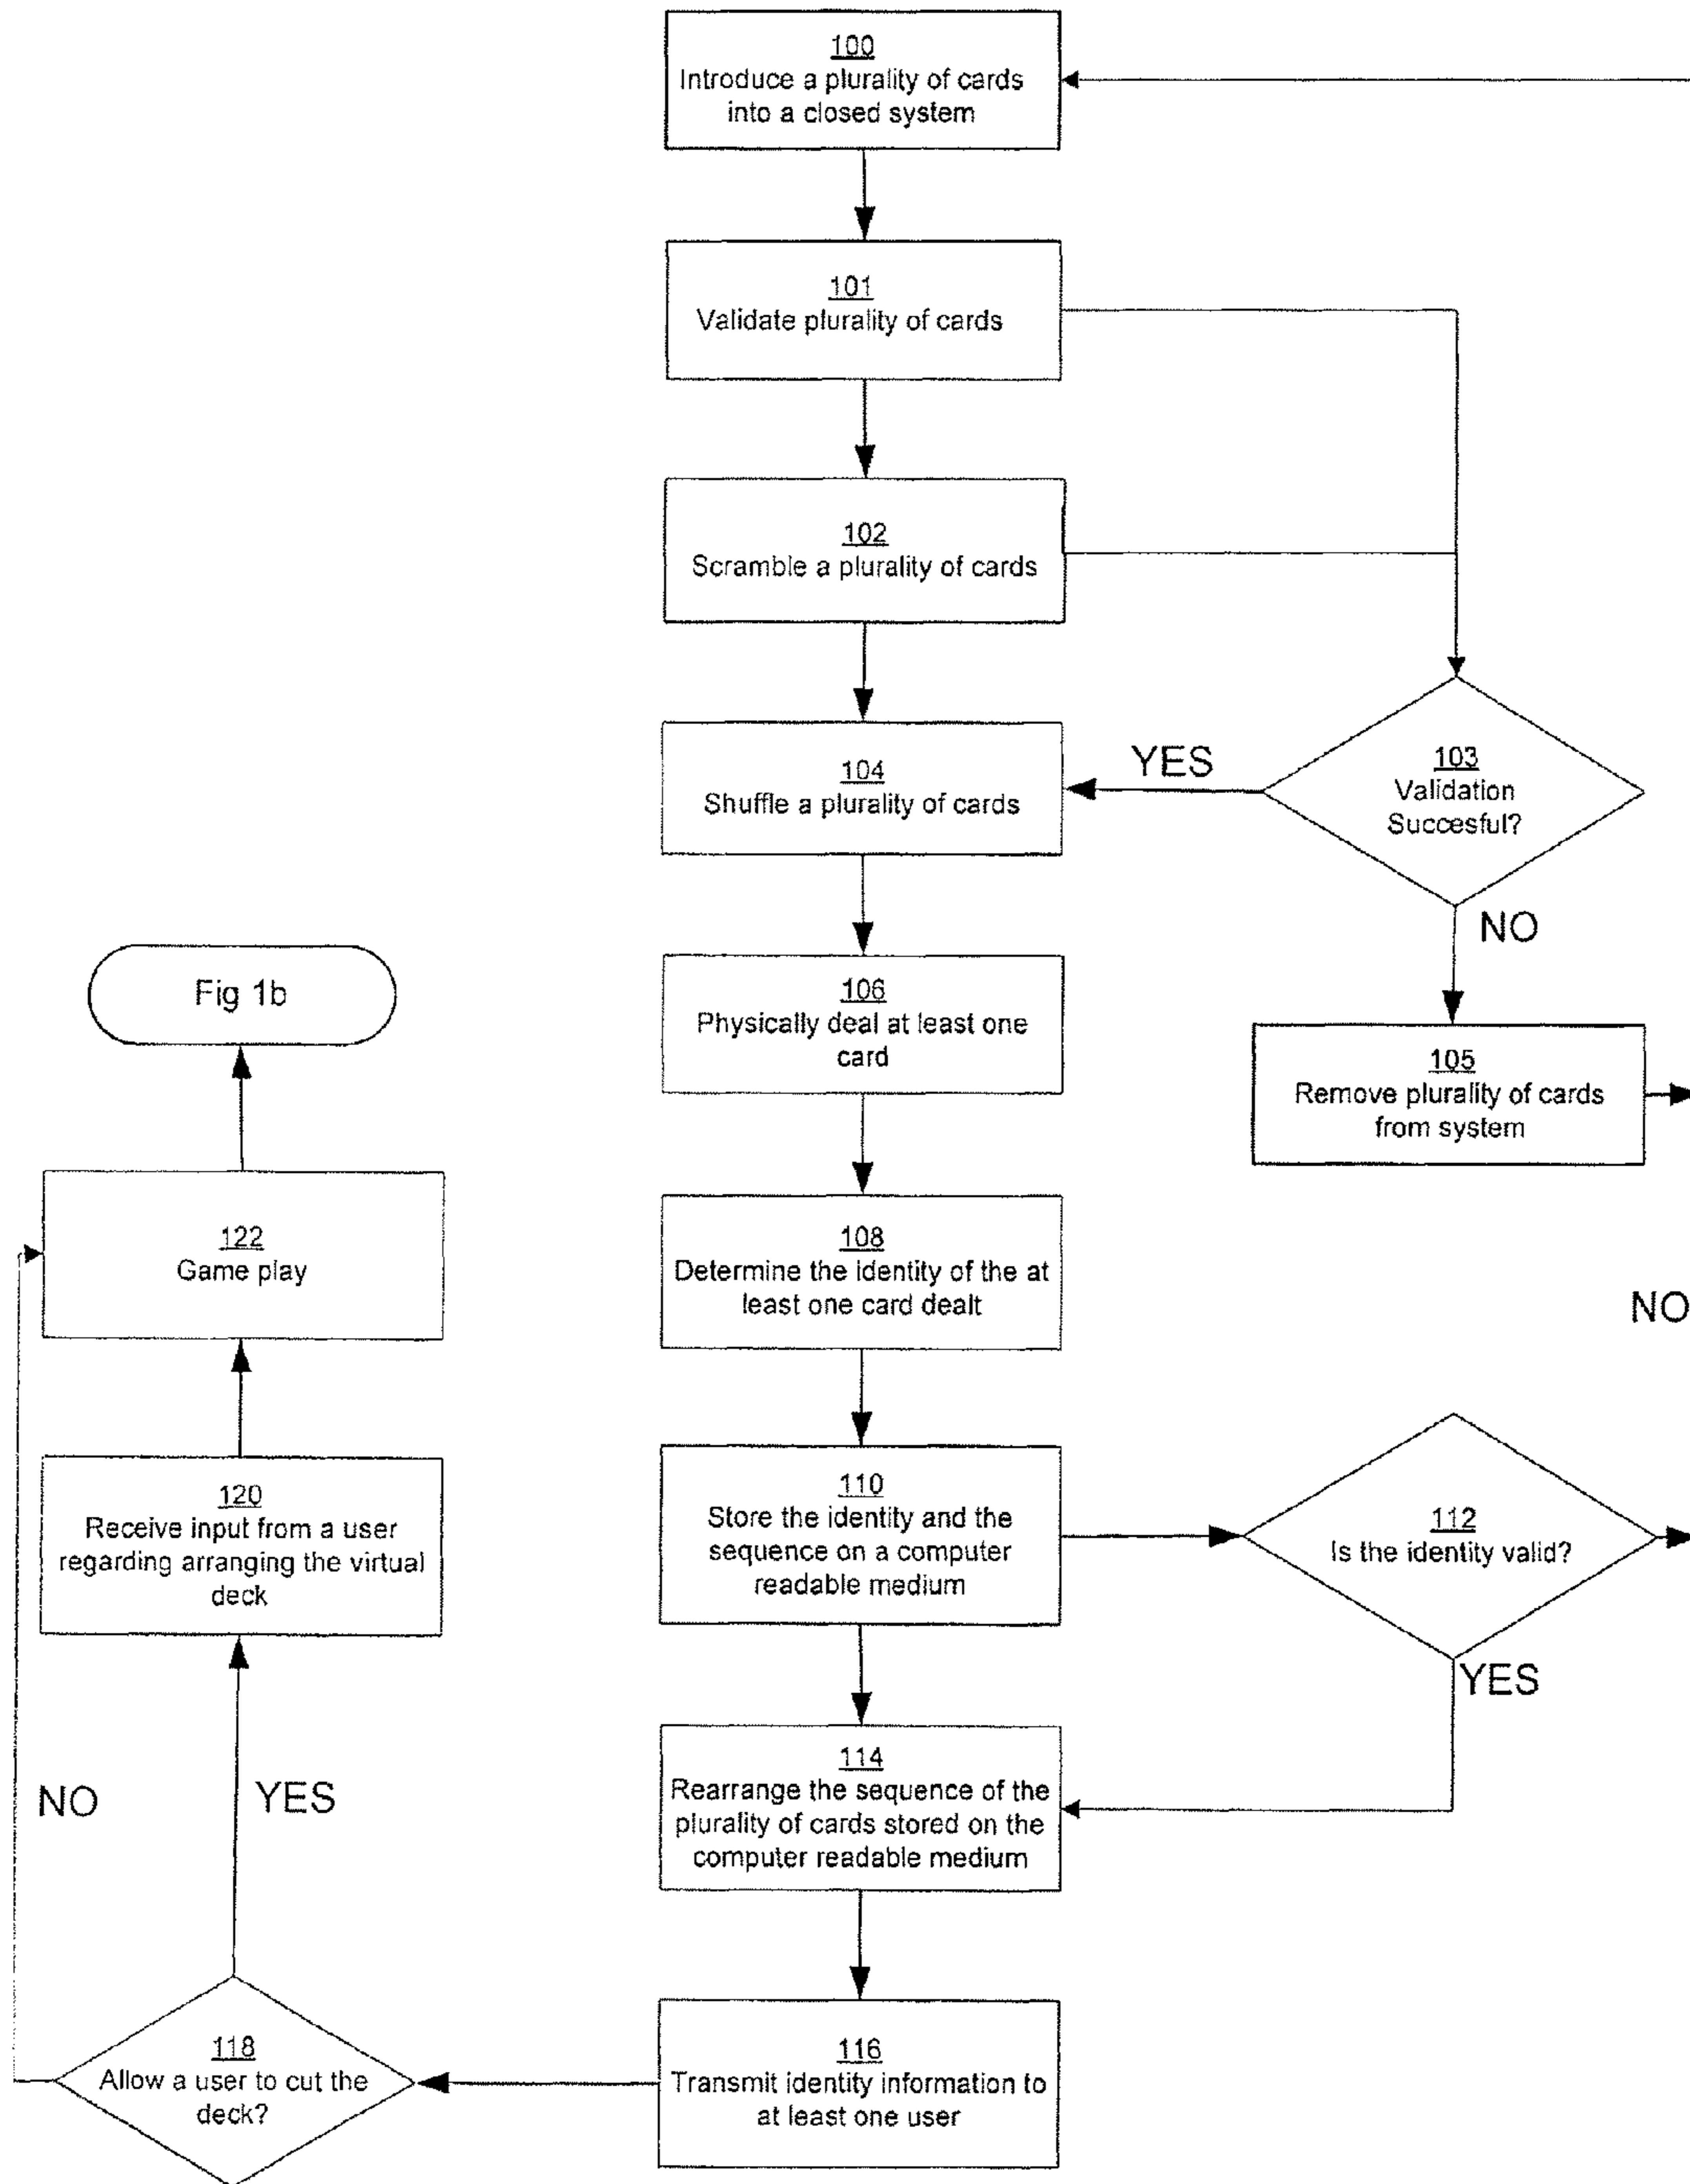 100
Introduce a plurality of cards
into a closed system
101
Validate plurality of cards
102
Scramble a plurality of cards
103
Validation
Succesful?
YES
NO
104
Shuffle a plurality of cards
105
Remove plurality of cards
from system
106
Physically deal at least one
card
108
Determine the identity of the at
least one card dealt
110
Store the identity and the
sequence on a computer
readable medium
112
Is the identity valid?
NO
YES
114
Rearrange the sequence of the
plurality of cards stored on the
computer readable medium
116
Transmit identity information to
at least one user
118
Allow a user to cut the
deck?
NO
YES
120
Receive input from a user
regarding arranging the virtual
deck
122
Game play
Fig 1b